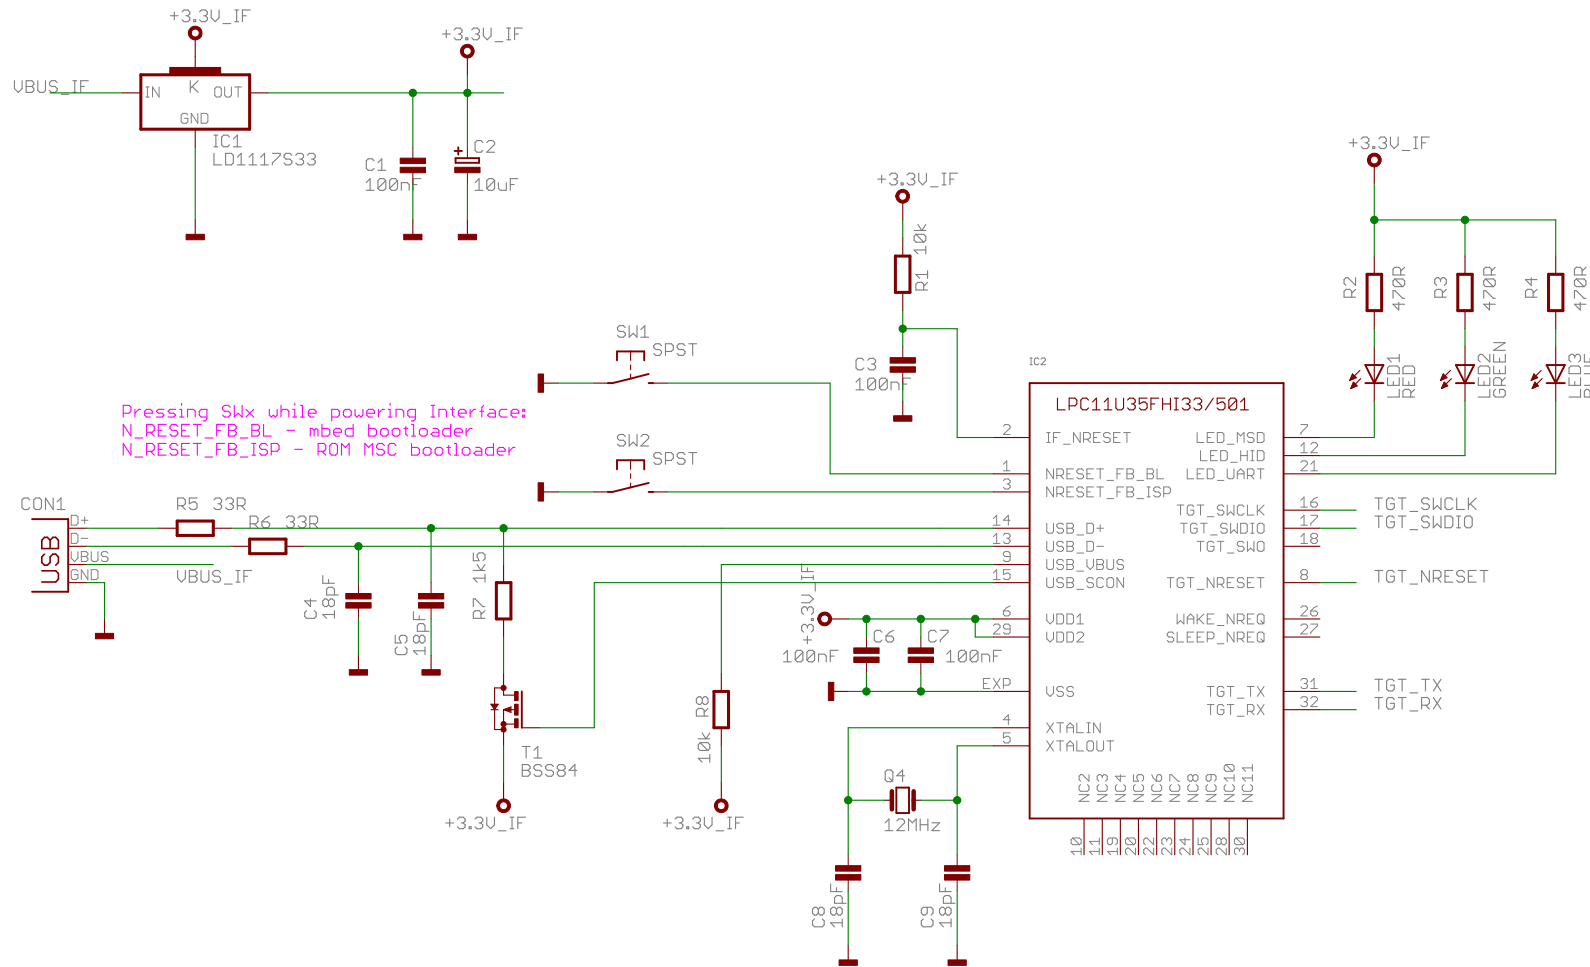 +3.3V_IF
VBUS_IF
IN
K
OUT
GND
IC1
LD1117S33
+3.3V_IF
C1
100nF
C2
+
10uF
+3.3V_IF
10k
R1
C3
100nF
+3.3V_IF
R2
470R
R3
470R
R4
470R
LED1
RED
LED2
GREEN
LED3
SW1
SPST
SW2
SPST
Pressing SWx while powering Interface:
N_RESET_FB_BL - mbed bootloader
N_RESET_FB_ISP - ROM MSC bootloader
CON1
USB
D+
D-
VBUS
GND
R5 33R
R6 33R
VBUS_IF
C4
18pF
C5
18pF
R7 1k5
T1
BSS84
+3.3V_IF
R8
10k
+3.3V_IF
+3.3V_IF
C6
100nF
C7
100nF
Q4
12MHz
C8
18pF
C9
18pF
IC2
LPC11U35FHI33/501
2 IF_NRESET
1 NRESET_FB_BL
3 NRESET_FB_ISP
14 USB_D+
13 USB_D-
9 USB_VBUS
15 USB_SCON
6 VDD1
29 VDD2
EXP VSS
4 XTALIN
5 XTALOUT
LED_MSD 7
LED_HID 12
LED_UART 21
TGT_SWCLK 16 TGT_SWCLK
TGT_SWDIO 17 TGT_SWDIO
TGT_SWO 18
TGT_NRESET 8 TGT_NRESET
WAKE_NREQ 26
SLEEP_NREQ 27
TGT_TX 31 TGT_TX
TGT_RX 32 TGT_RX
NC2 NC3 NC4 NC5 NC6 NC7 NC8 NC9 NC10 NC11
10 11 19 20 22 23 24 25 28 30